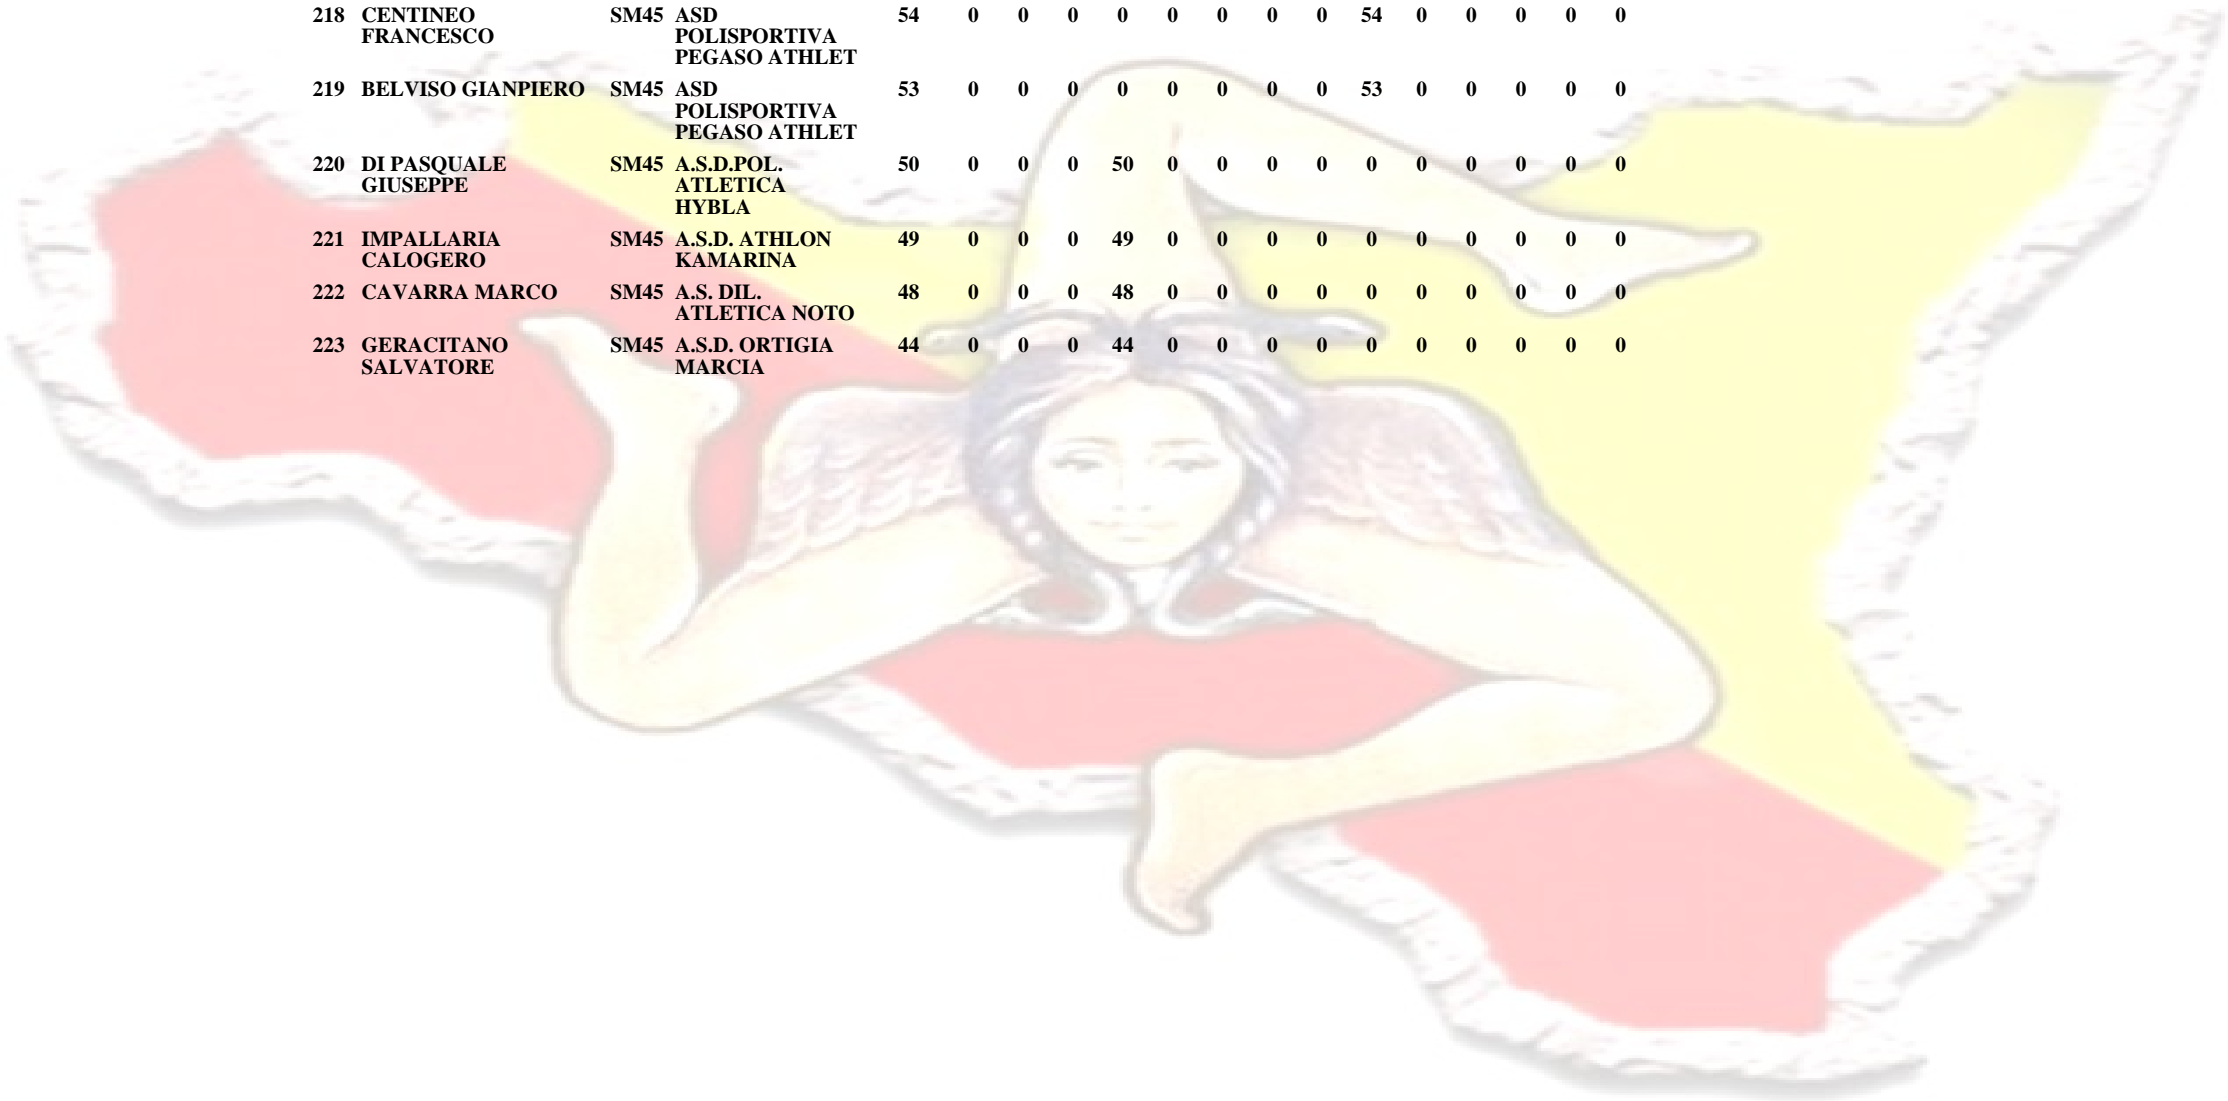 218 CENTINEO SM45 ASD 54 0 0 0 0 0 0 0 0 54 0 0 0 0 0
FRANCESCO POLISPORTIVA
PEGASO ATHLET
219 BELVISO GIANPIERO SM45 ASD 53 0 0 0 0 0 0 0 0 53 0 0 0 0 0
POLISPORTIVA
PEGASO ATHLET
220 DI PASQUALE SM45 A.S.D.POL. 50 0 0 0 50 0 0 0 0 0 0 0 0 0 0
GIUSEPPE ATLETICA
HYBLA
221 IMPALLARIA SM45 A.S.D. ATHLON 49 0 0 0 49 0 0 0 0 0 0 0 0 0 0
CALOGERO KAMARINA
222 CAVARRA MARCO SM45 A.S. DIL. 48 0 0 0 48 0 0 0 0 0 0 0 0 0 0
ATLETICA NOTO
223 GERACITANO SM45 A.S.D. ORTIGIA 44 0 0 0 44 0 0 0 0 0 0 0 0 0 0
SALVATORE MARCIA